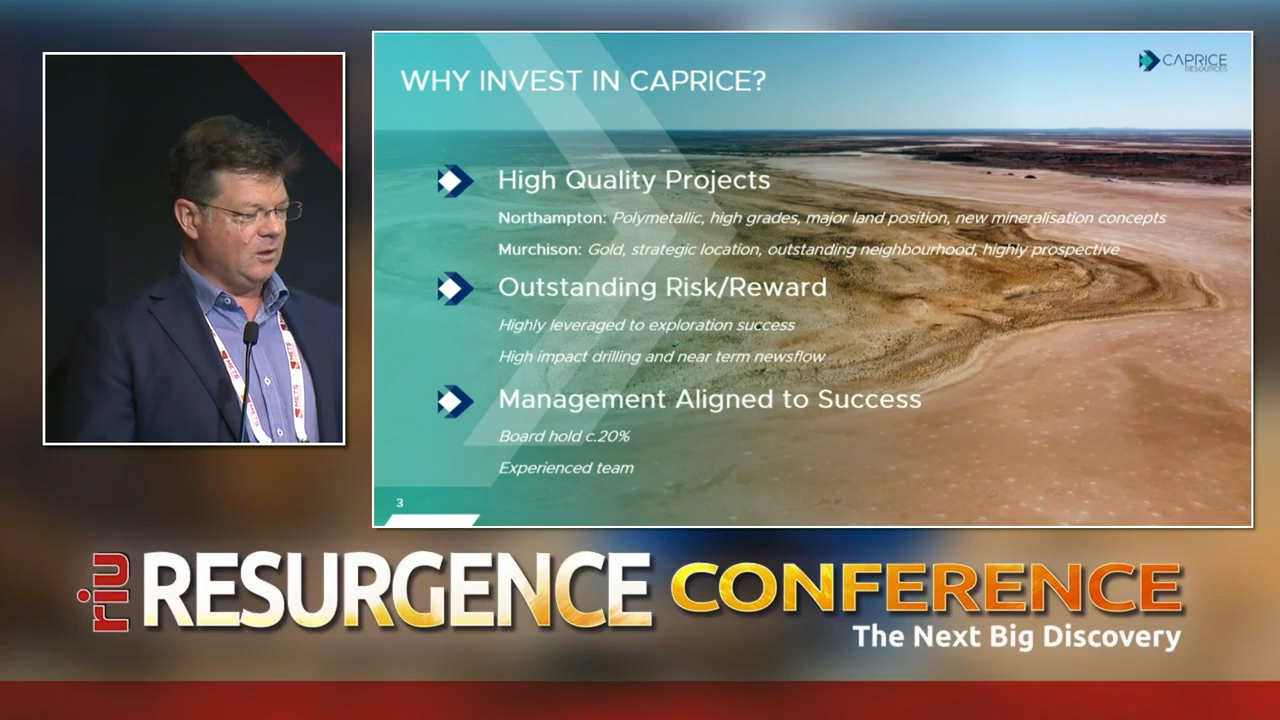 WHY INVEST IN CAPRICE?
CAPRICE
RESOURCES
High Quality Projects
Northampton: Polymetallic, high grades, major land position, new mineralisation concepts
Murchison: Gold, strategic location, outstanding neighbourhood, highly prospective
Outstanding Risk/Reward
Highly leveraged to exploration success
High impact drilling and near term newsflow
Management Aligned to Success
Board hold c.20%
Experienced team
3
METS
METS
METS
riu RESURGENCE CONFERENCE
The Next Big Discovery